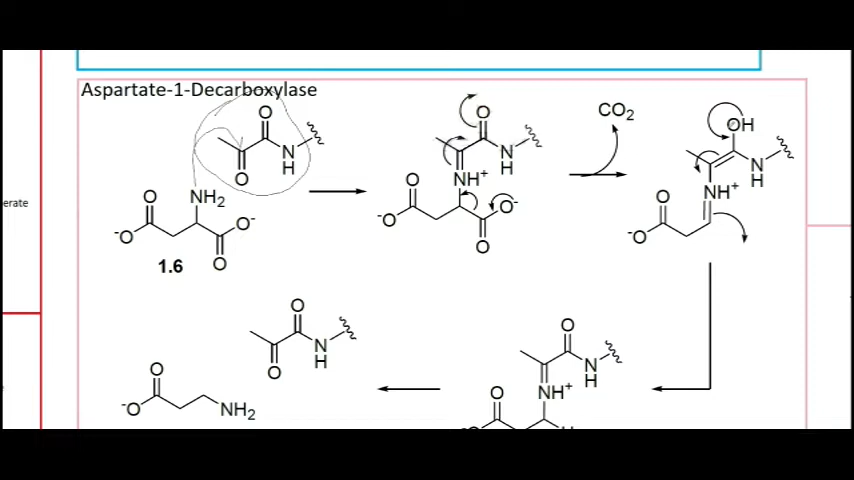 Aspartate-1-Decarboxylase
erate
O
N
H
O
NH2
O
-O
O-
O
1.6
O
N
H
NH+
O
-O
O-
O
CO2
OH
N
H
NH+
O
-O
O
N
H
O
O
-O
NH2
O
N
H
NH+
O